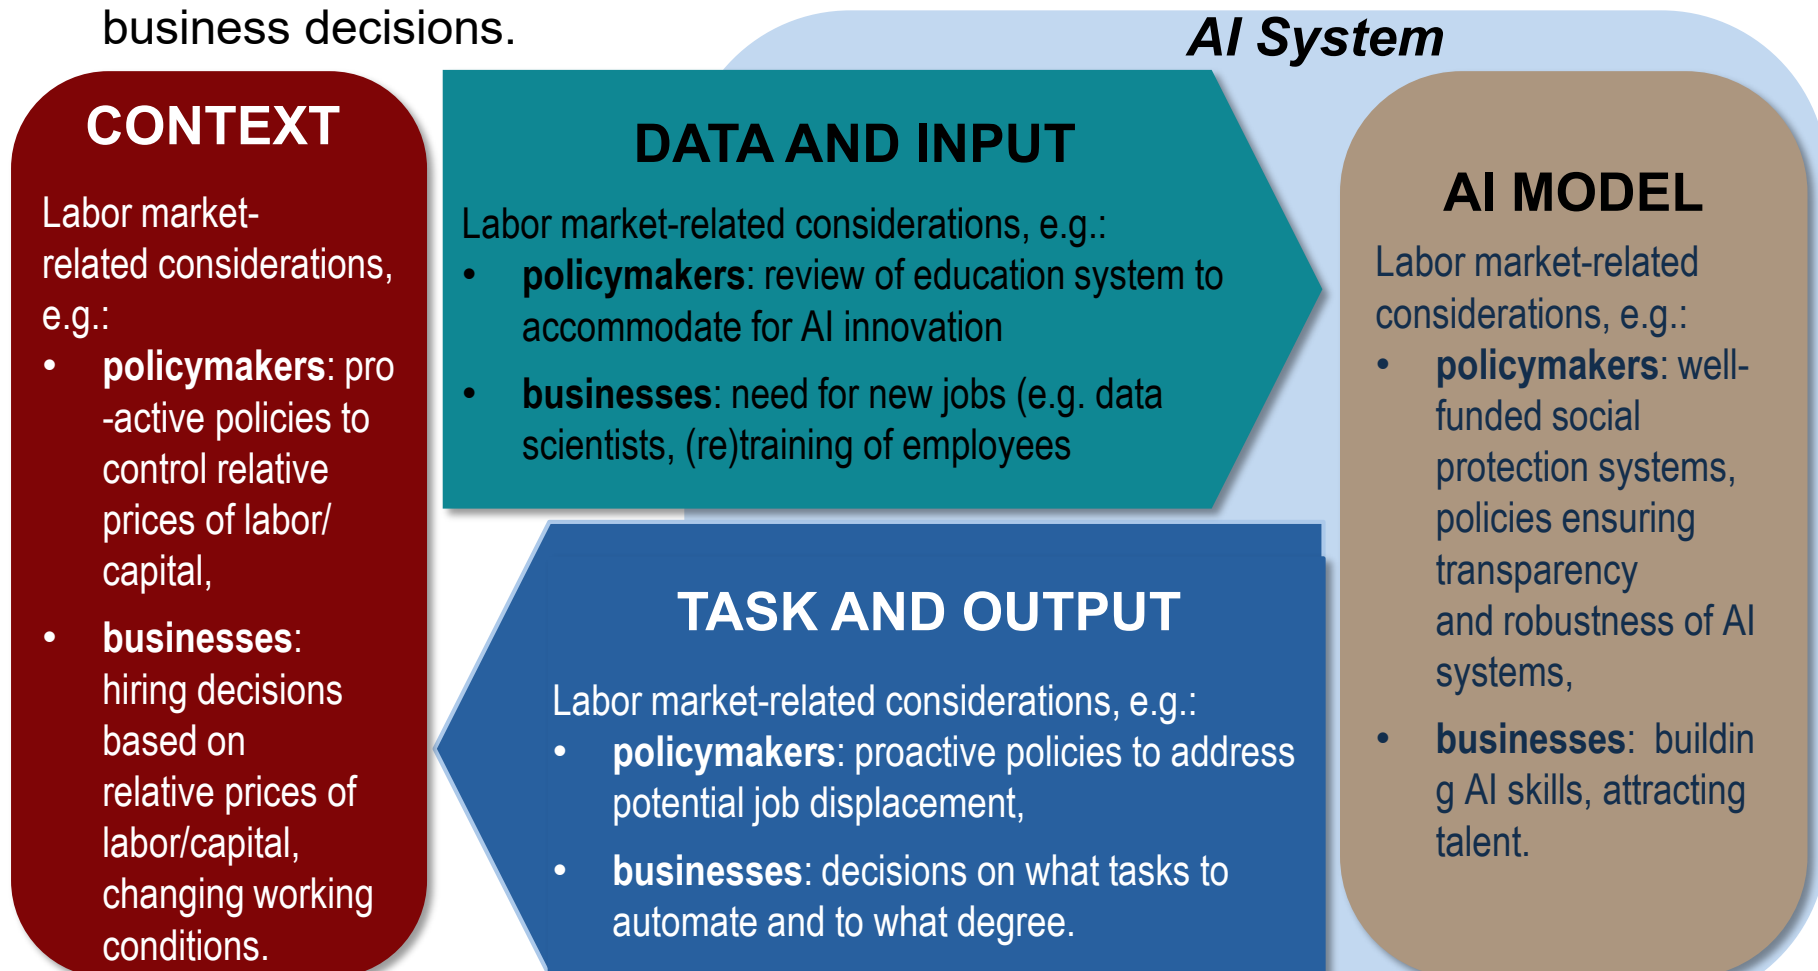 business decisions.
AI System
CONTEXT
Labor market-
related considerations,
e.g.:
• policymakers: pro
-active policies to
control relative
prices of labor/
capital,
• businesses:
hiring decisions
based on
relative prices of
labor/capital,
changing working
conditions.
DATA AND INPUT
Labor market-related considerations, e.g.:
• policymakers: review of education system to
accommodate for AI innovation
• businesses: need for new jobs (e.g. data
scientists, (re)training of employees
TASK AND OUTPUT
Labor market-related considerations, e.g.:
• policymakers: proactive policies to address
potential job displacement,
• businesses: decisions on what tasks to
automate and to what degree.
AI MODEL
Labor market-related
considerations, e.g.:
• policymakers: well-
funded social
protection systems,
policies ensuring
transparency
and robustness of AI
systems,
• businesses: buildin
g AI skills, attracting
talent.